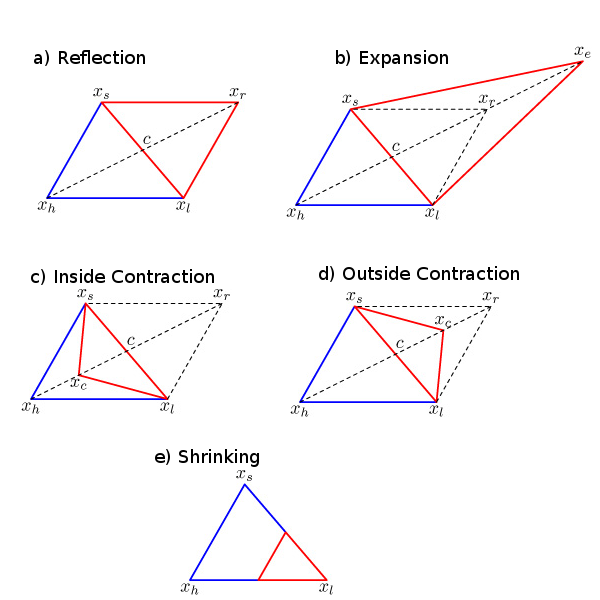 a) Reflection
x_s
x_r
c
x_h
x_l
b) Expansion
x_e
x_s
x_r
c
x_h
x_l
c) Inside Contraction
x_s
x_r
c
x_c
x_h
x_l
d) Outside Contraction
x_s
x_r
x_c
c
x_h
x_l
e) Shrinking
x_s
x_h
x_l